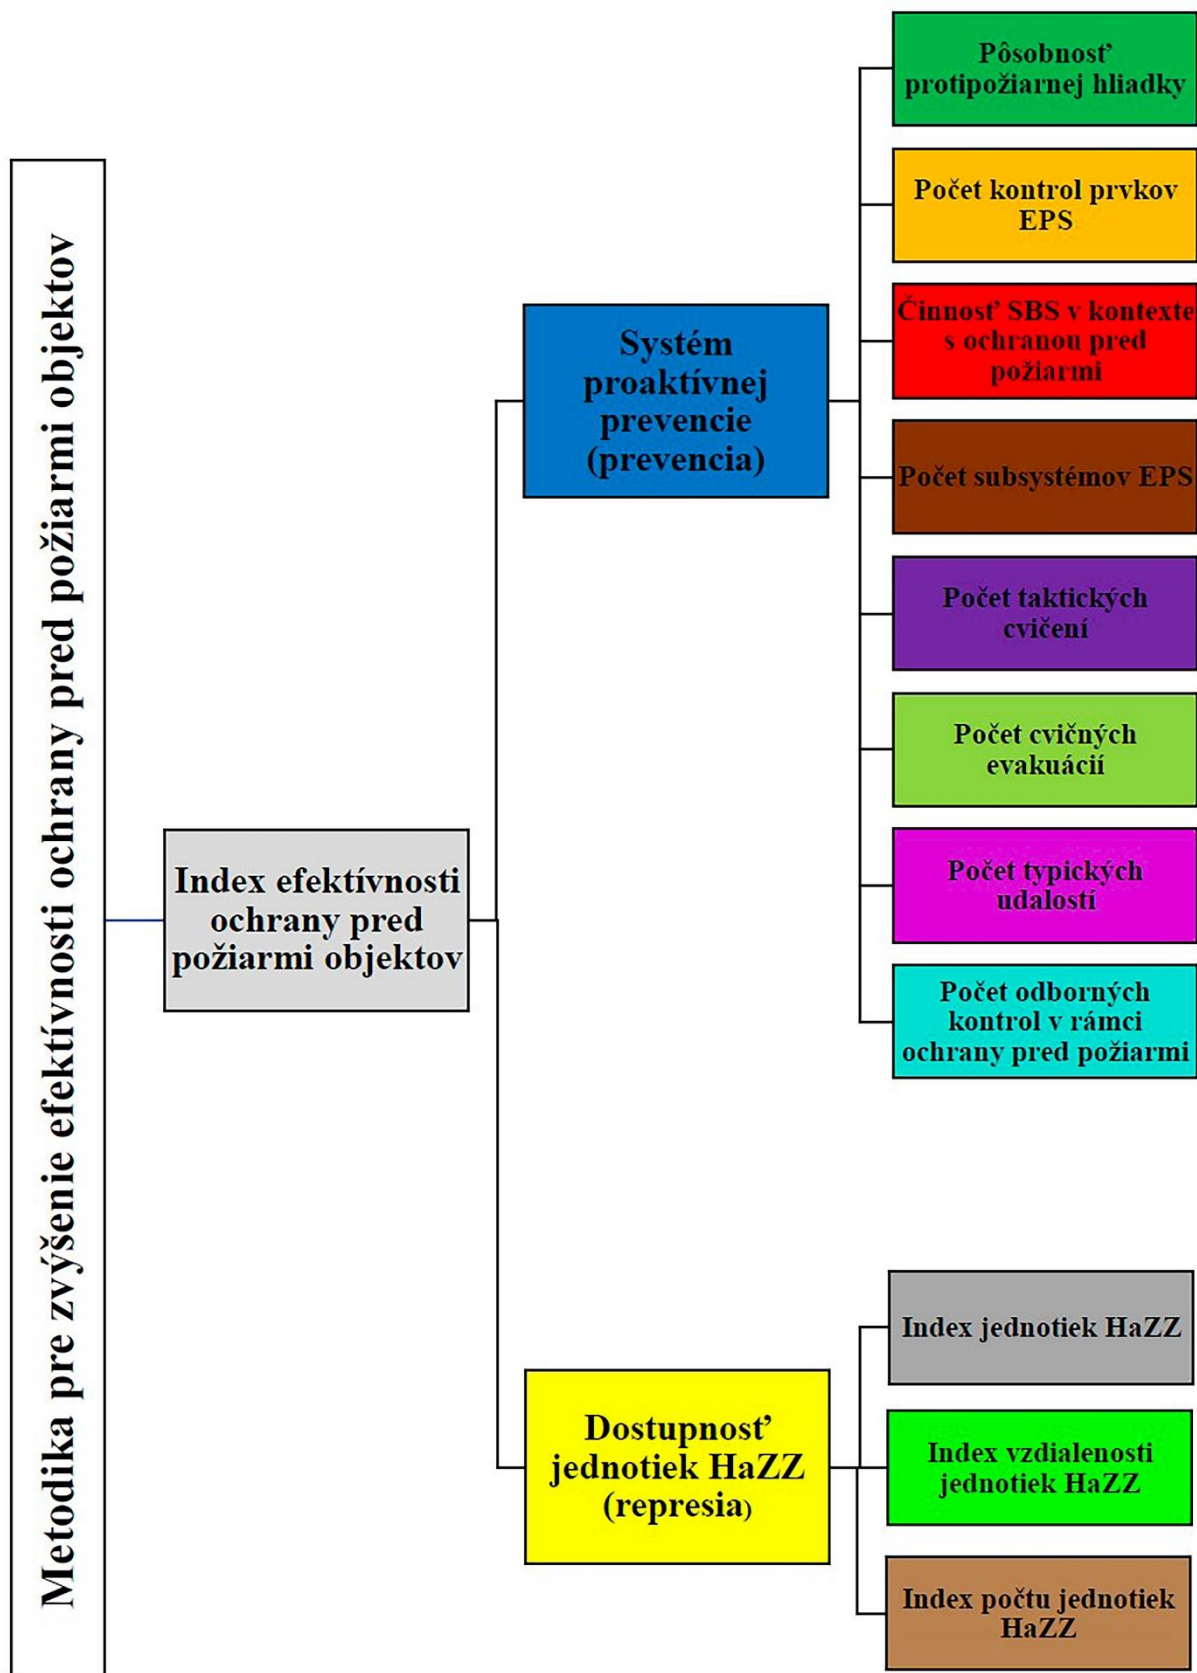 Metodika pre zvýšenie efektívnosti ochrany pred požiarmi objektov
Index efektívnosti
ochrany pred
požiarmi objektov
Systém
proaktívnej
prevencie
(prevencia)
Pôsobnosť
protipožiarnej hliadky
Počet kontrol prvkov
EPS
Činnosť SBS v kontexte
s ochranou pred
požiarmi
Počet subsystémov EPS
Počet taktických
cvičení
Počet cvičných
evakuácií
Počet typických
udalostí
Počet odborných
kontrol v rámci
ochrany pred požiarmi
Dostupnosť
jednotiek HaZZ
(represia)
Index jednotiek HaZZ
Index vzdialenosti
jednotiek HaZZ
Index počtu jednotiek
HaZZ